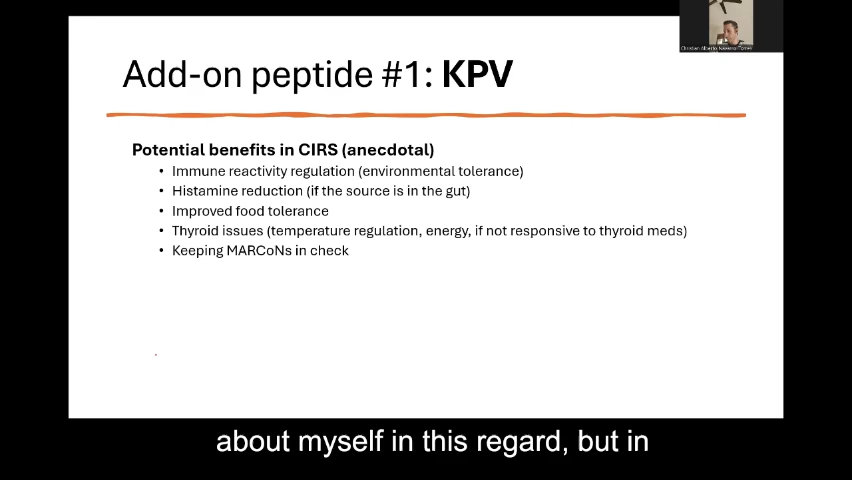 Add-on peptide #1: KPV
Potential benefits in CIRS (anecdotal)
• Immune reactivity regulation (environmental tolerance)
• Histamine reduction (if the source is in the gut)
• Improved food tolerance
• Thyroid issues (temperature regulation, energy, if not responsive to thyroid meds)
• Keeping MARCoNs in check
about myself in this regard, but in